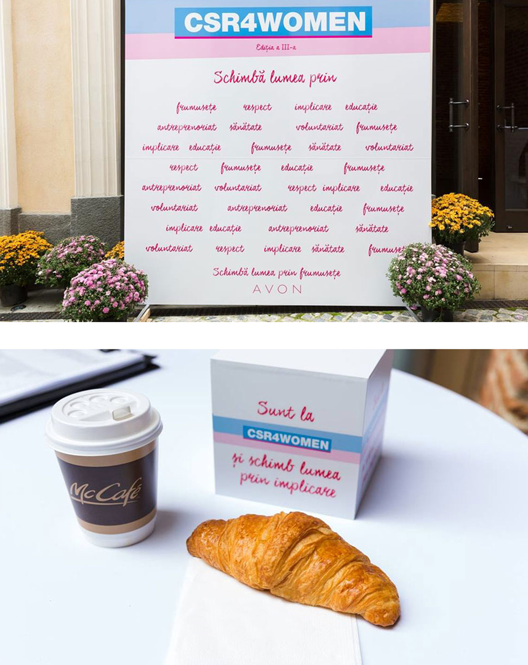 CSR4WOMEN
Ediția a III-a
Schimbă lumea prin
frumusețe respect implicare educație
antreprenoriat sănătate voluntariat frumusețe
implicare educație frumusețe sănătate voluntariat
respect frumusețe educație frumusețe
antreprenoriat voluntariat respect implicare educație
voluntariat antreprenoriat educație frumusețe
implicare educație antreprenoriat sănătate
voluntariat respect implicare sănătate frumuseț
Schimbă lumea prin frumusețe
AVON
McCafé
Sunt la
CSR4WOMEN
și schimb lumea
prin implicare